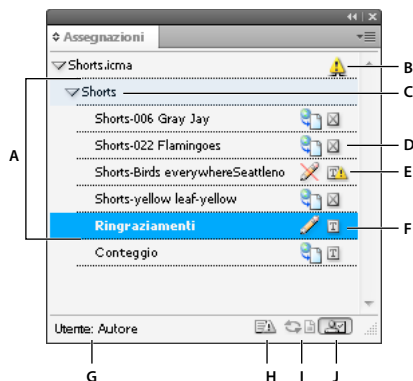 Assegnazioni
Shorts.icma
B
Shorts
C
Shorts-006 Gray Jay
Shorts-022 Flamingoes
D
A
Shorts-Birds everywhereSeattleno
T
E
Shorts-yellow leaf-yellow
Ringraziamenti
T
F
Conteggio
T
Utente: Autore
G
H
I
J